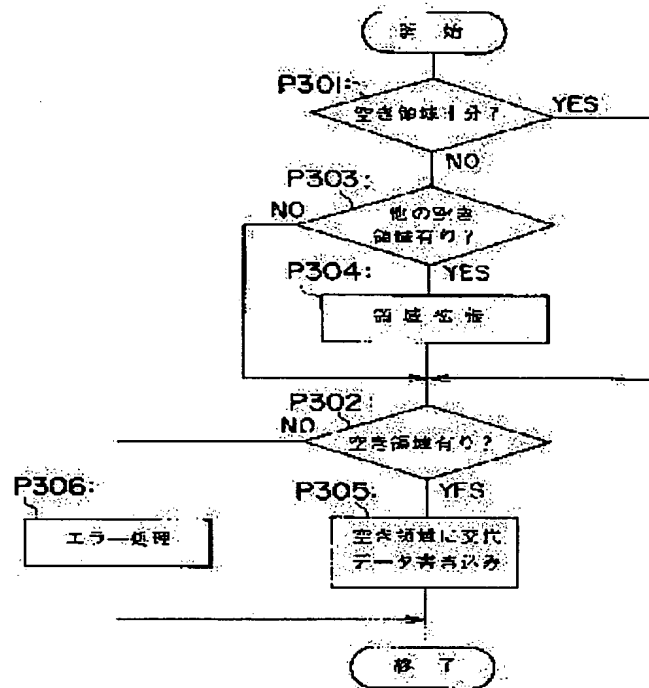 開始
P301:
空き領域十分?
YES
NO
P303:
NO
他の空き
領域有り?
YES
P304:
領域拡張
P302:
NO
空き領域有り?
YES
P306:
エラー処理
P305:
空き領域に交代
データ書き込み
終了